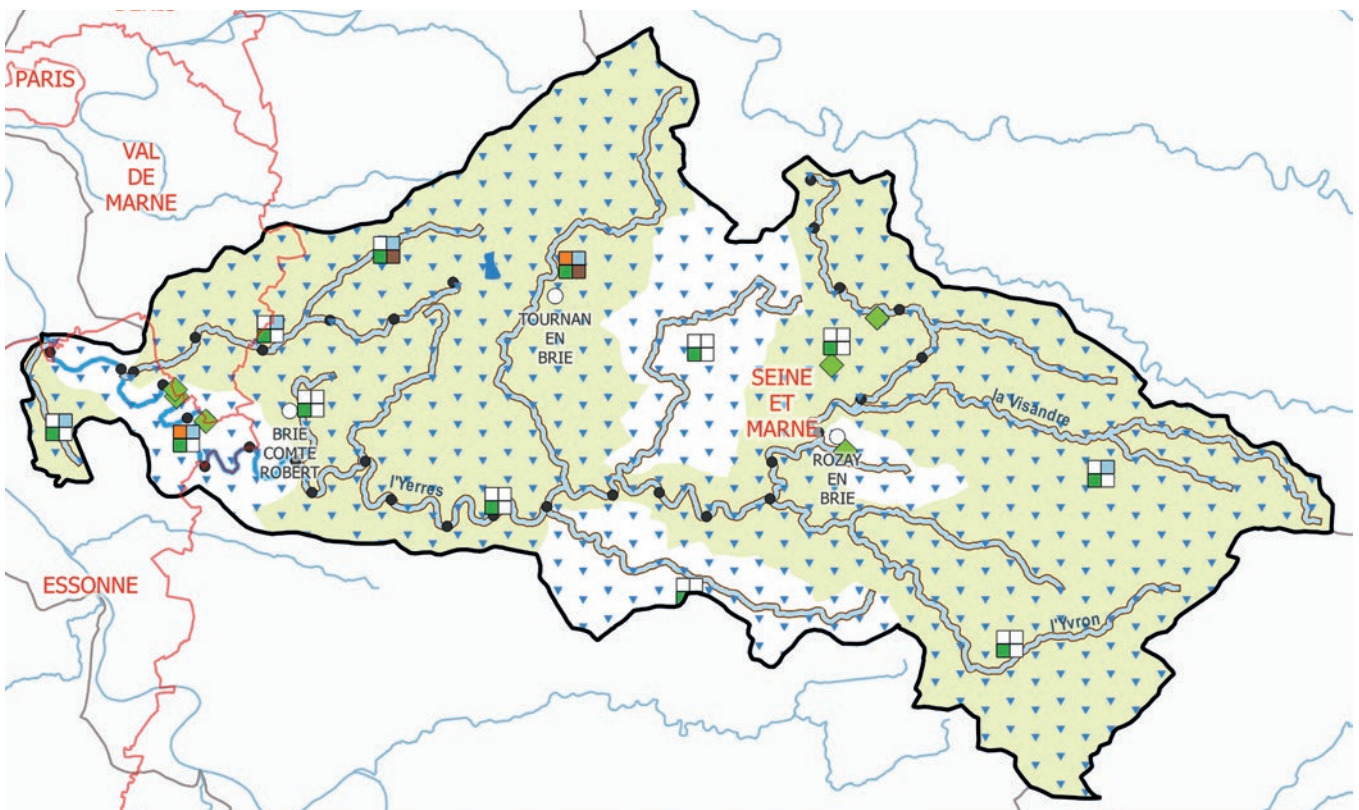 PARIS
VAL
DE
MARNE
TOURNAN
EN
BRIE
SEINE
ET
MARNE
la Visandre
BRIE
COMTE
ROBERT
ROZAY
EN
BRIE
l'Yerres
ESSONNE
l'Yvron